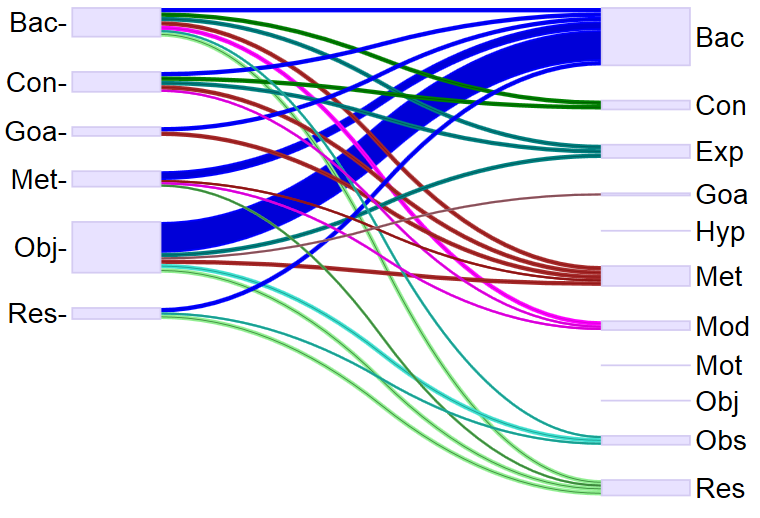 Bac-
Con-
Goa-
Met-
Obj-
Res-
Bac
Con
Exp
Goa
Hyp
Met
Mod
Mot
Obj
Obs
Res